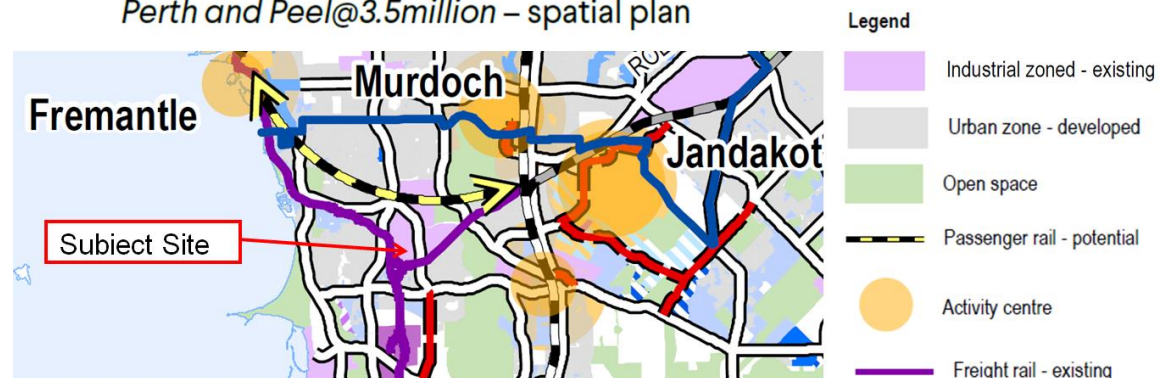 Perth and Peel@3.5million – spatial plan
Legend
Industrial zoned - existing
Urban zone - developed
Open space
Passenger rail - potential
Activity centre
Freight rail - existing
Murdoch
Fremantle
Jandakot
Subiect Site